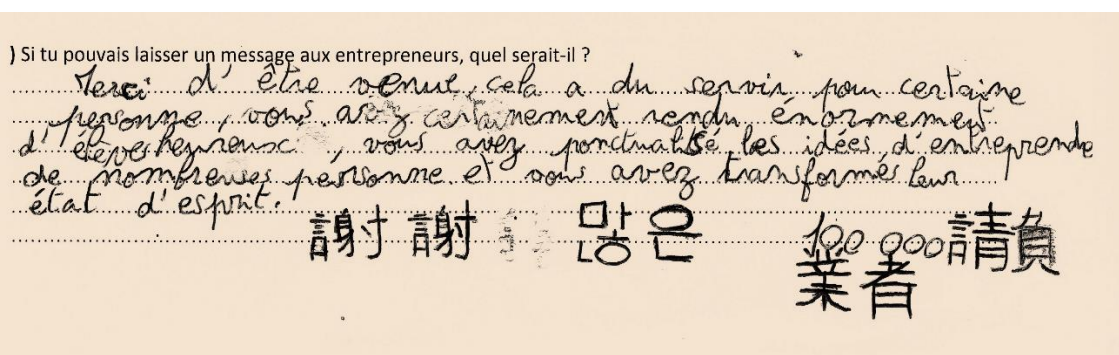 ) Si tu pouvais laisser un message aux entrepreneurs, quel serait-il ?
Merci d'être venue, cela a du servir pour certaine
personne, vous avez certainement rendu énormement
d'élève heureux, vous avez ponctualisé les idées d'entreprendre
de nombreuses personne et vous avez transformés leur
état d'esprit.
謝謝 많은 100 000 請負
業者